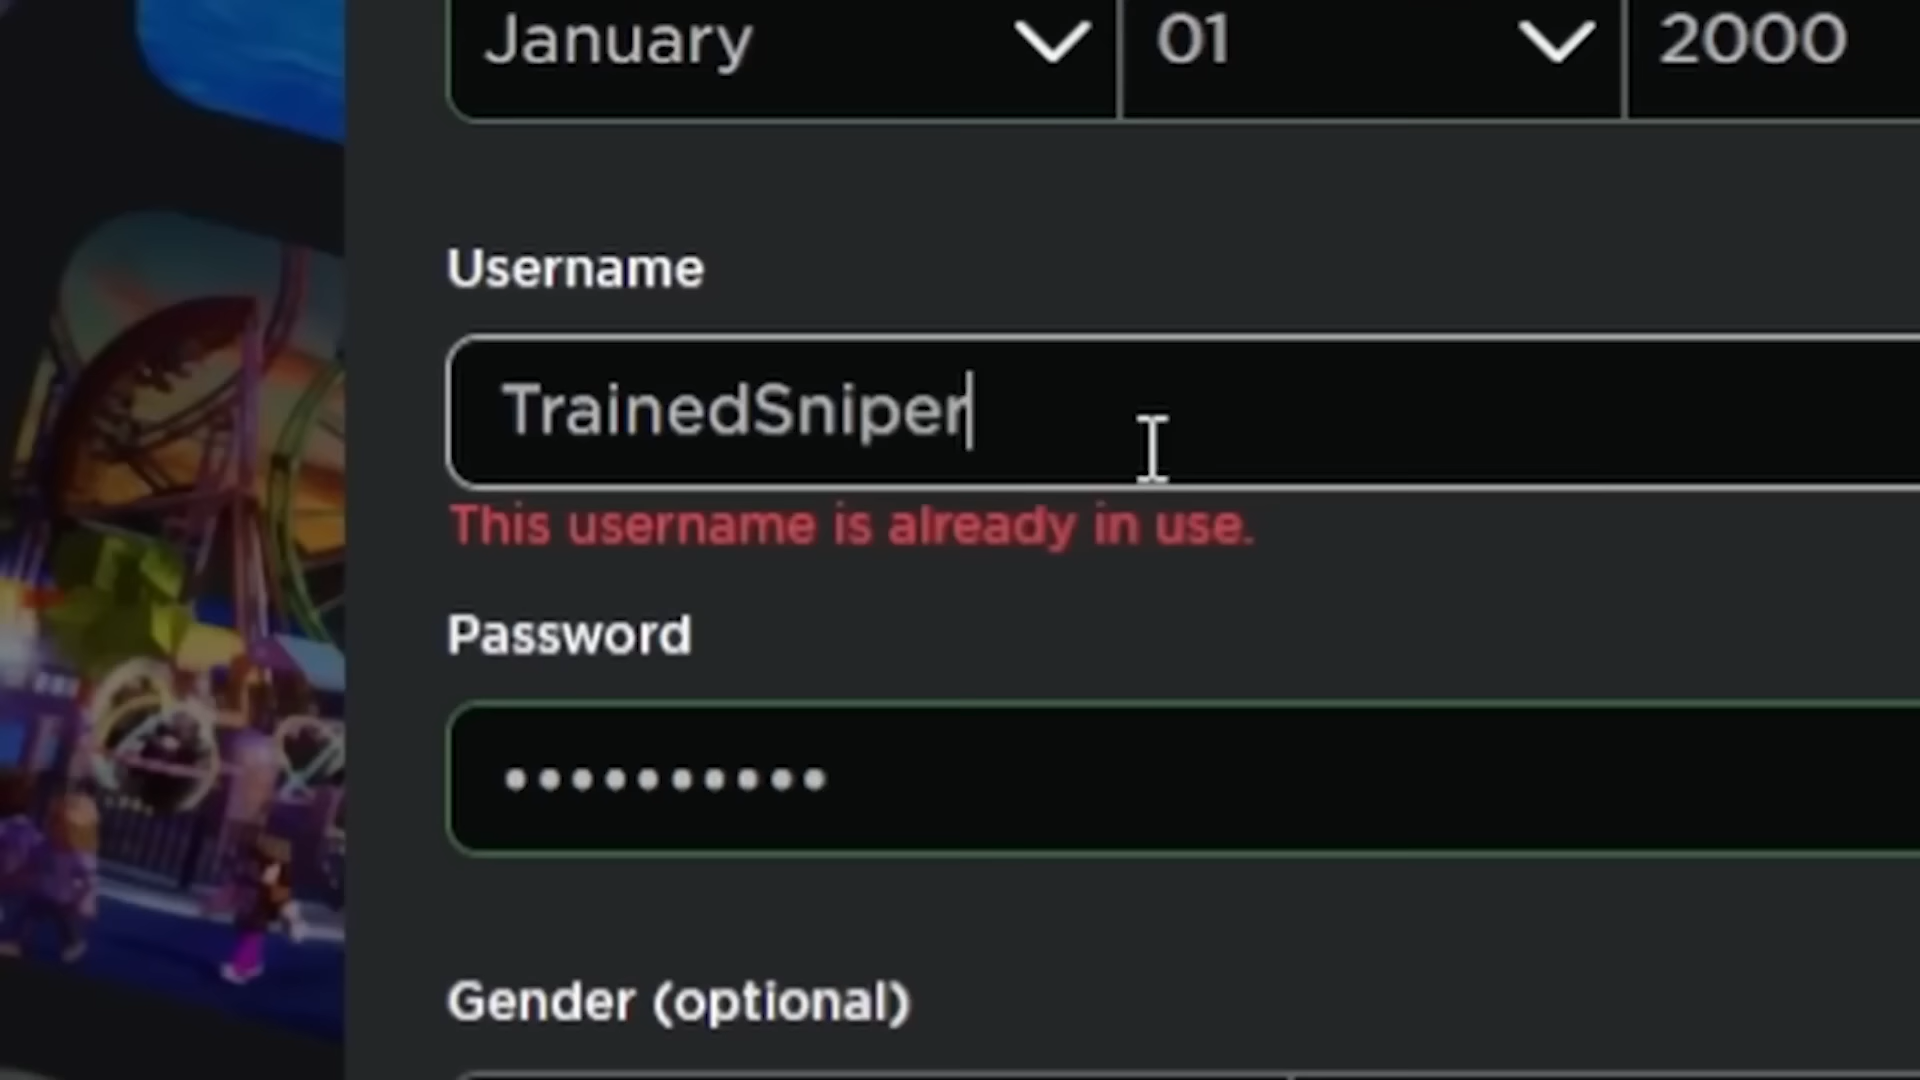 January 01 2000
Username
TrainedSniper
This username is already in use.
Password
••••••••••
Gender (optional)